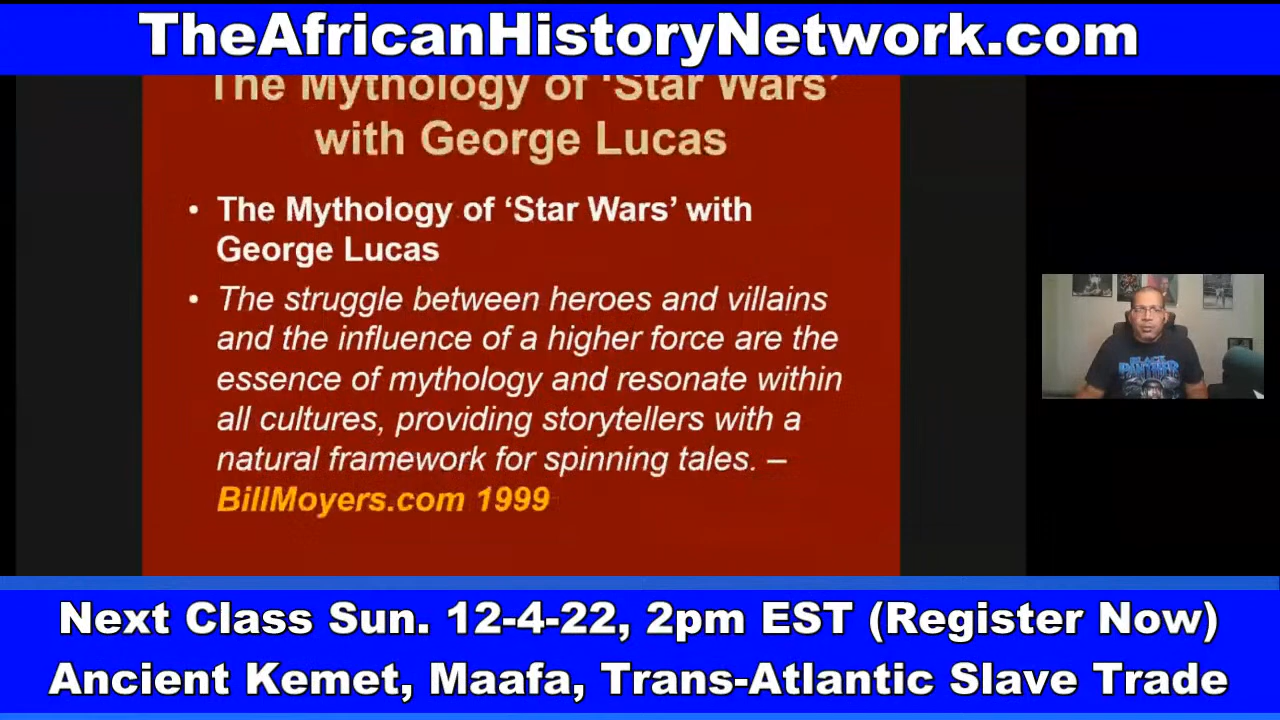 TheAfricanHistoryNetwork.com
The Mythology of ‘Star Wars’
with George Lucas
• The Mythology of ‘Star Wars’ with
George Lucas
• The struggle between heroes and villains
and the influence of a higher force are the
essence of mythology and resonate within
all cultures, providing storytellers with a
natural framework for spinning tales. –
BillMoyers.com 1999
BLACK
PANTHER
Next Class Sun. 12-4-22, 2pm EST (Register Now)
Ancient Kemet, Maafa, Trans-Atlantic Slave Trade